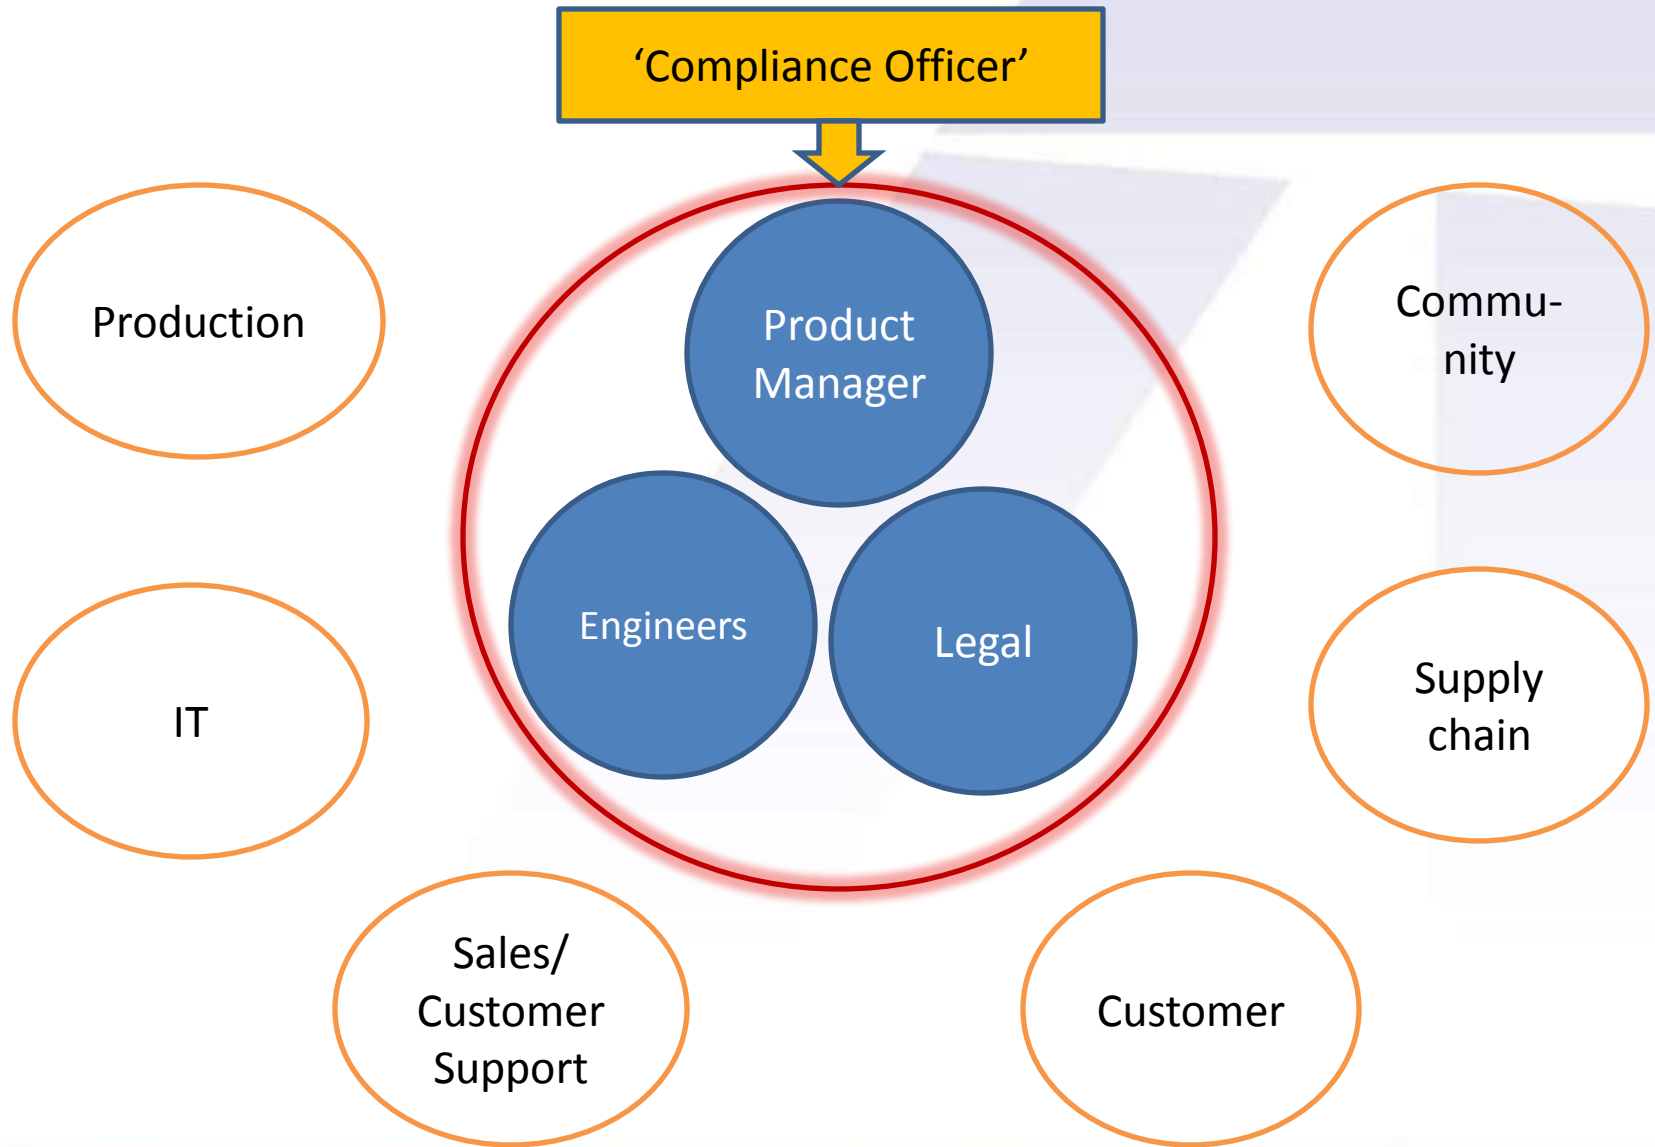 ‘Compliance Officer’
Production
Product
Manager
Commu-
nity
Engineers
Legal
IT
Supply
chain
Sales/
Customer
Support
Customer